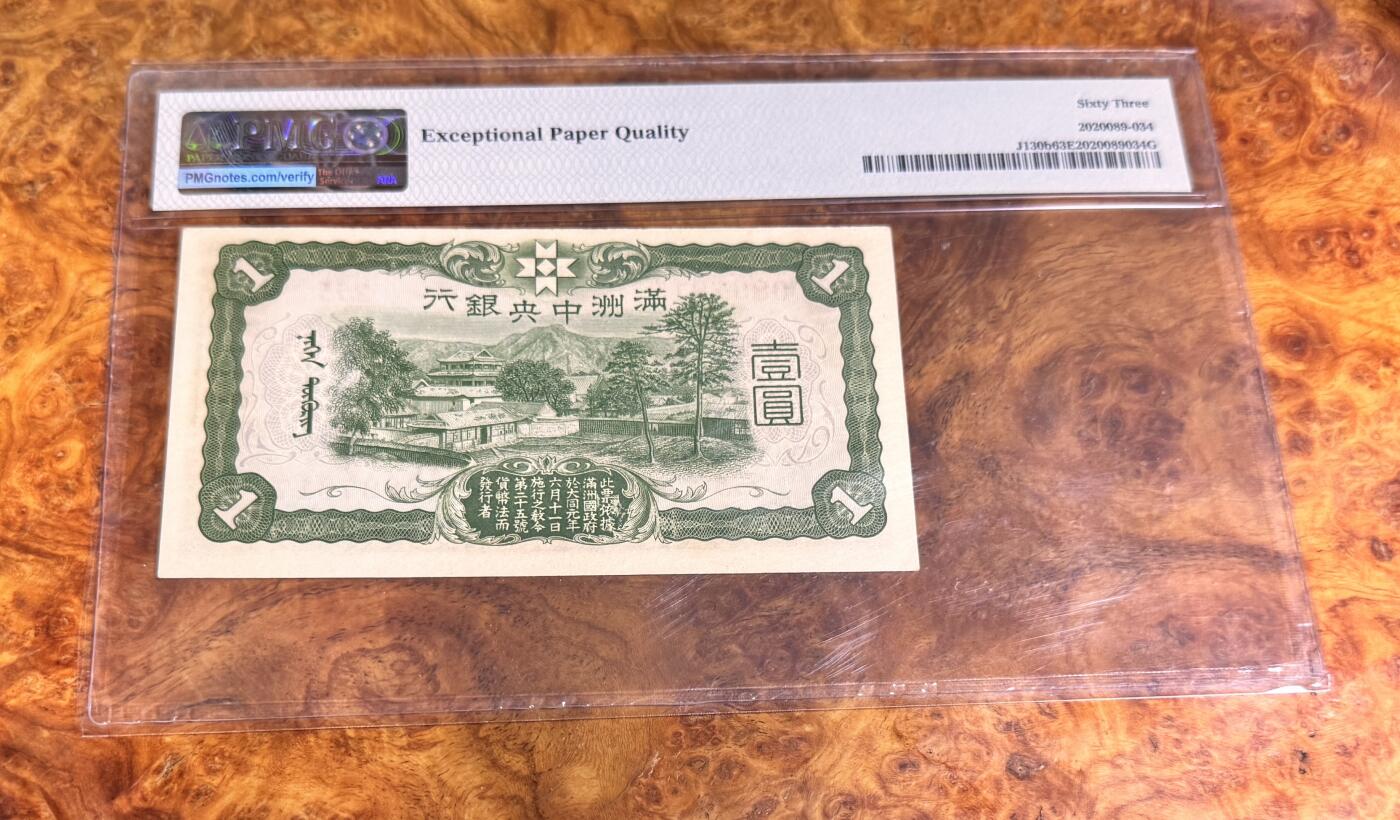 PMG
PMGnotes.com/verify
Exceptional Paper Quality
Sixty Three
2020089-034
J130b63E2020089034G
1
1
滿洲中央銀行
壹圓
此票依據
滿洲國政府
於大同元年
六月十一日
施行之教令
第二十五號
貨幣法而
發行者
1
1